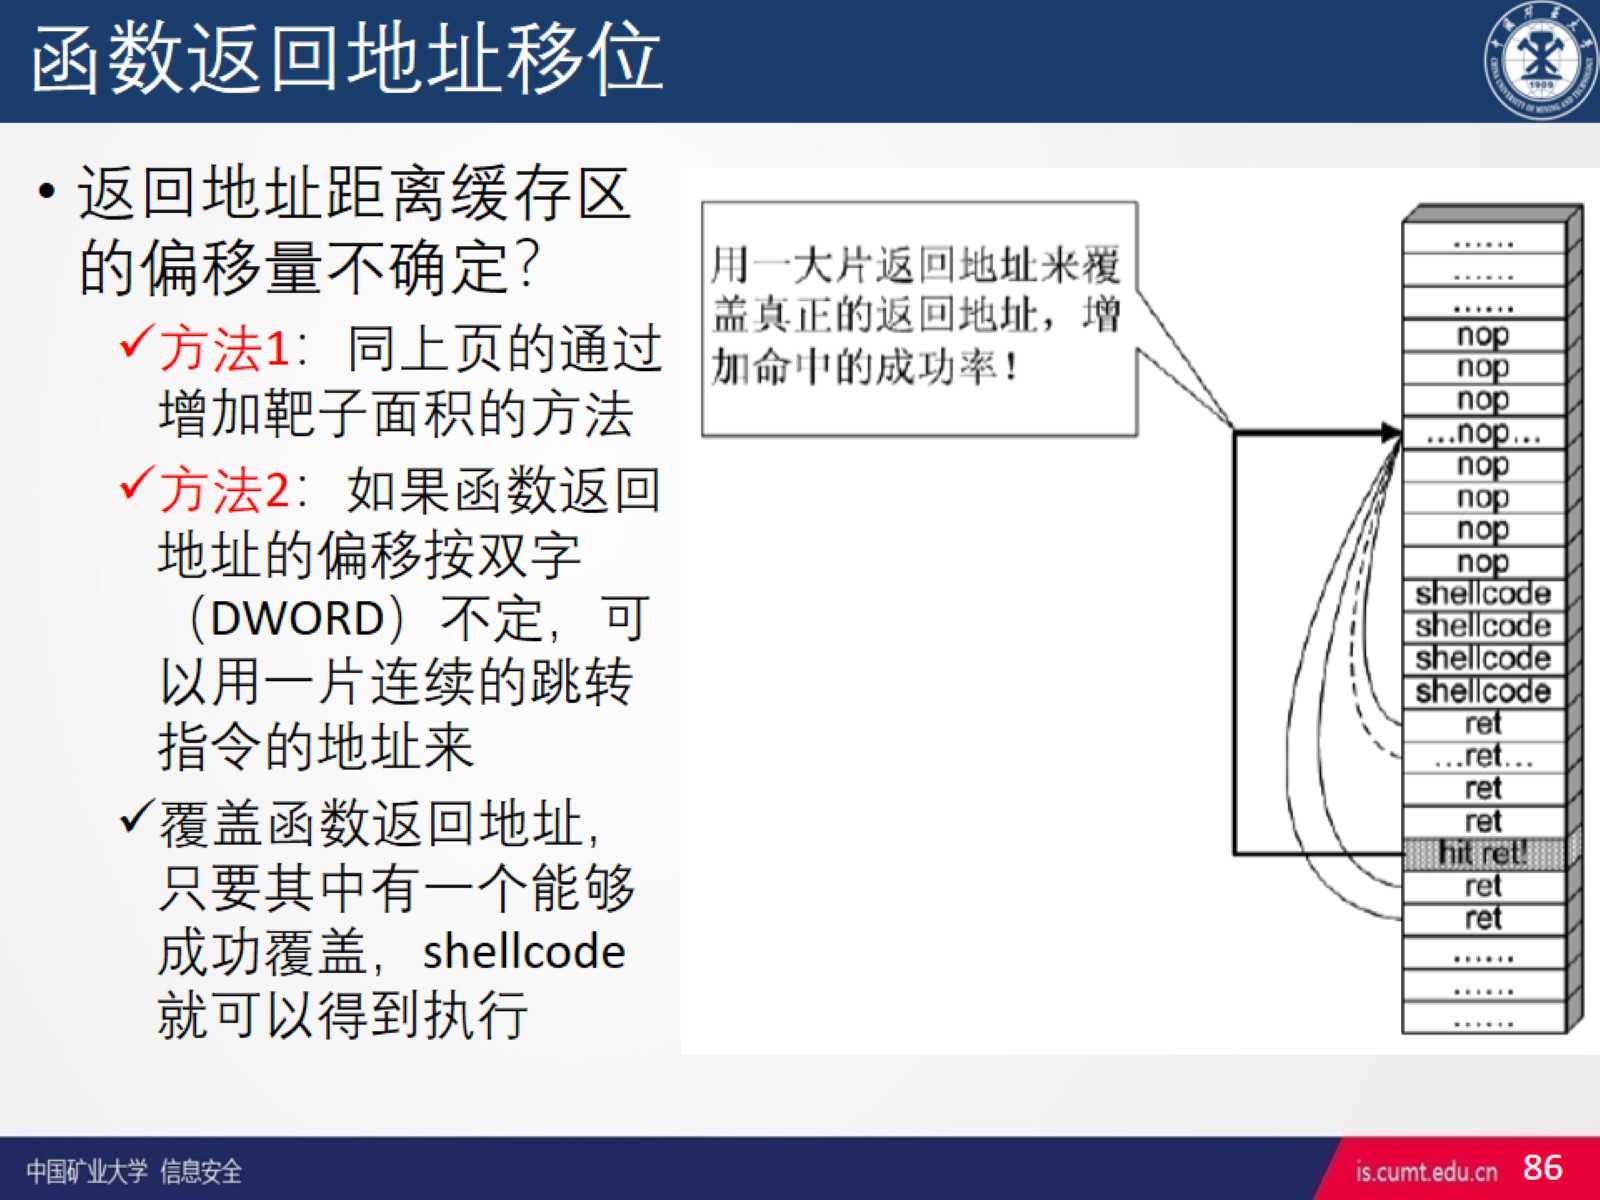 函数返回地址移位
• 返回地址距离缓存区
的偏移量不确定？
✓方法1：同上页的通过
增加靶子面积的方法
✓方法2：如果函数返回
地址的偏移按双字
（DWORD）不定，可
以用一片连续的跳转
指令的地址来
✓覆盖函数返回地址，
只要其中有一个能够
成功覆盖，shellcode
就可以得到执行
用一大片返回地址来覆
盖真正的返回地址，增
加命中的成功率！
……
……
……
nop
nop
nop
…nop…
nop
nop
nop
nop
shellcode
shellcode
shellcode
shellcode
ret
…ret…
ret
ret
hit ret!
ret
ret
……
……
……
中国矿业大学 信息安全
is.cumt.edu.cn 86
CHINA UNIVERSITY OF MINING AND TECHNOLOGY
1909